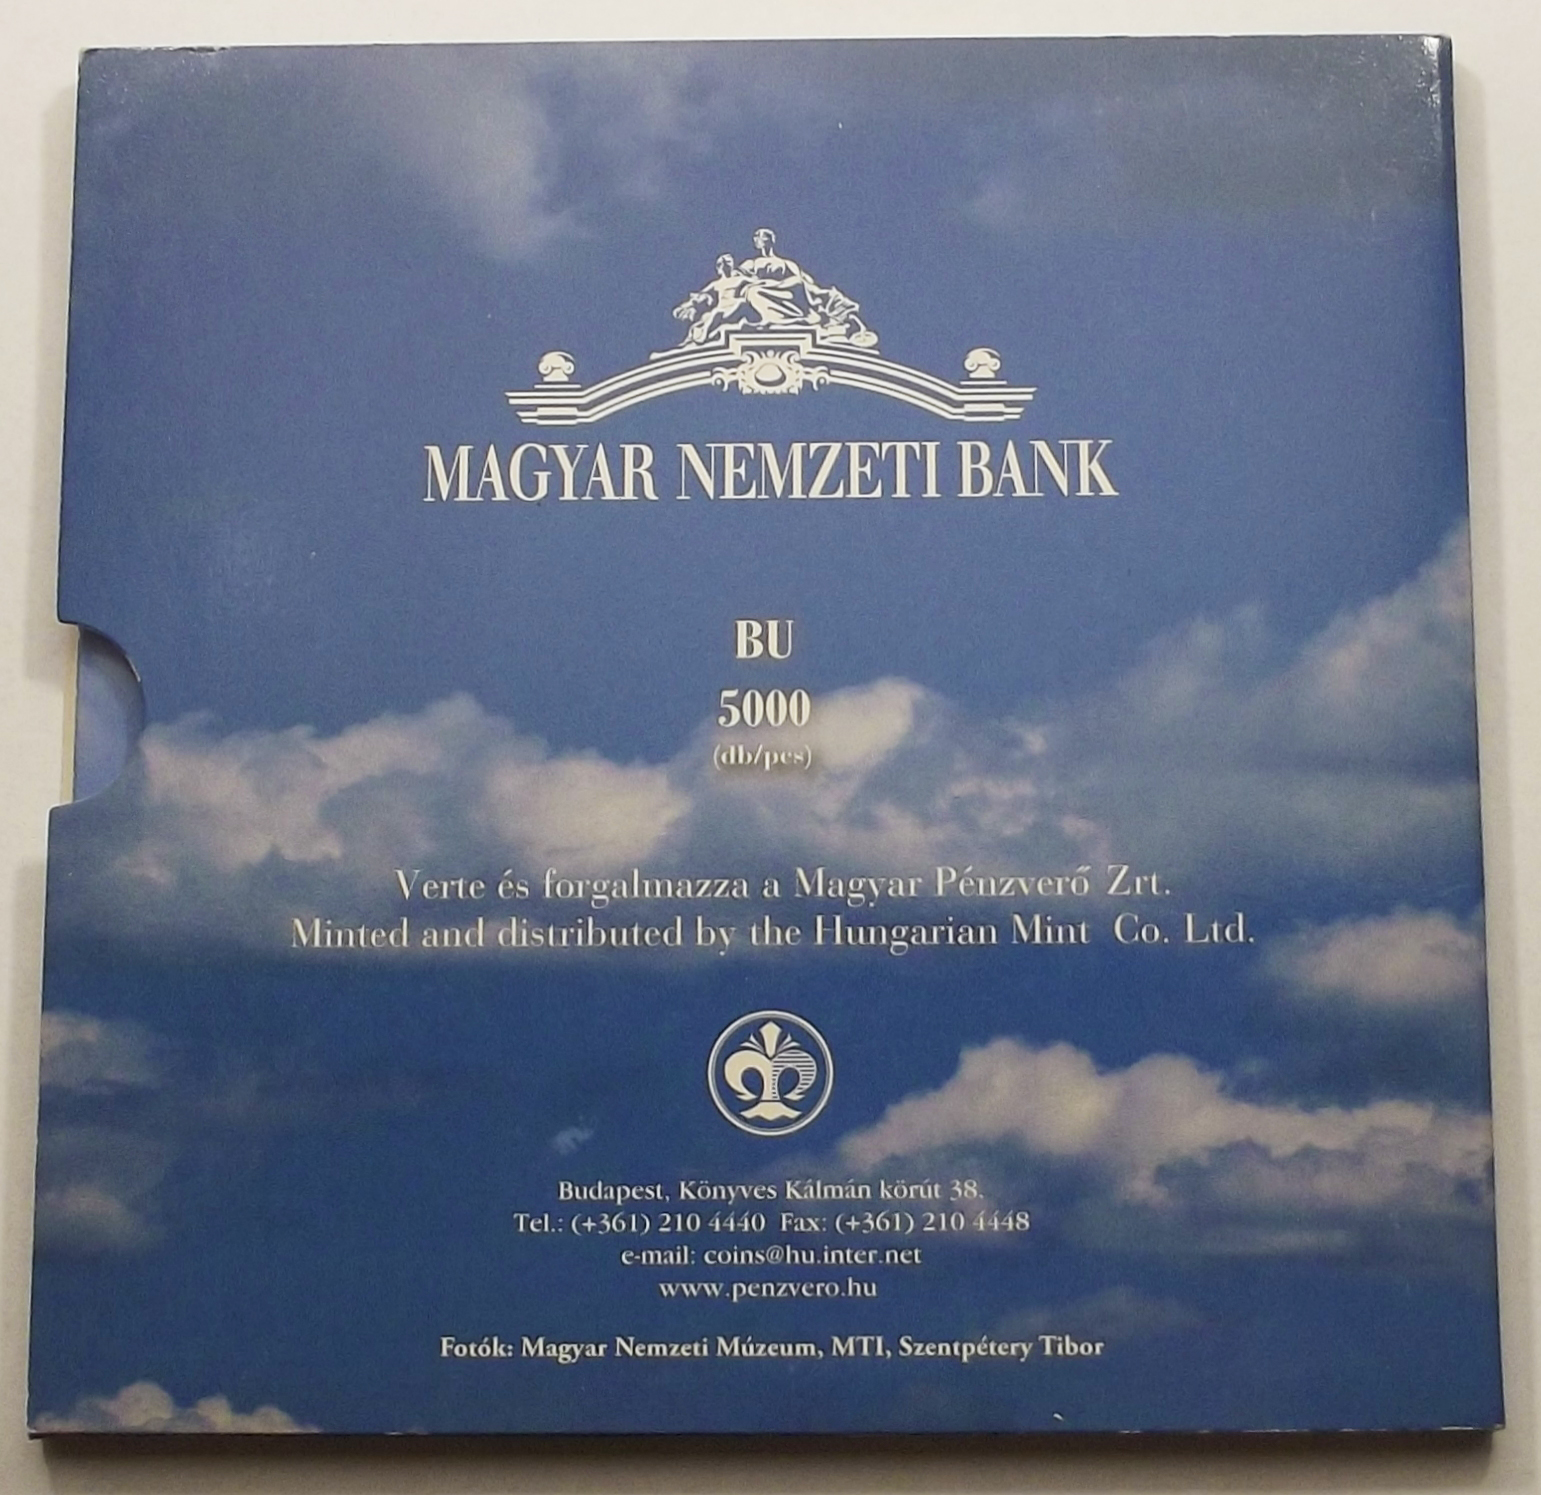 MAGYAR NEMZETI BANK
BU
5000
(db/pcs)
Verte és forgalmazza a Magyar Pénzverő Zrt.
Minted and distributed by the Hungarian Mint Co. Ltd.
Budapest, Könyves Kálmán körút 38.
Tel.: (+361) 210 4440 Fax: (+361) 210 4448
e-mail: coins@hu.inter.net
www.penzvero.hu
Fotók: Magyar Nemzeti Múzeum, MTI, Szentpétery Tibor